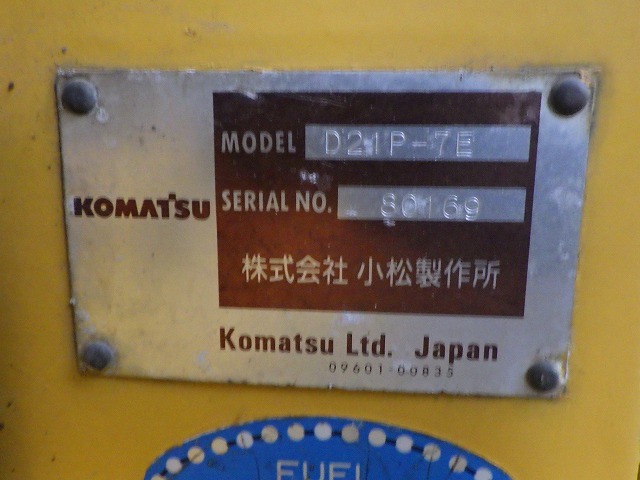 MODEL D21P-7E
KOMATSU
SERIAL NO. 80169
株式会社 小松製作所
Komatsu Ltd. Japan
09601-00835
FUEL